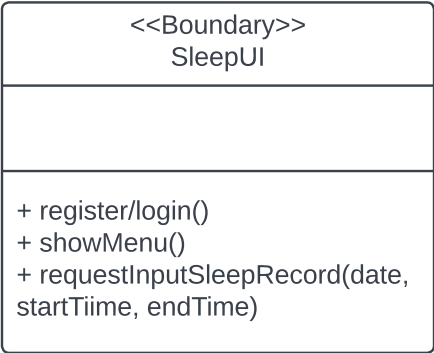 <<Boundary>>
SleepUI
+ register/login()
+ showMenu()
+ requestInputSleepRecord(date,
startTiime, endTime)